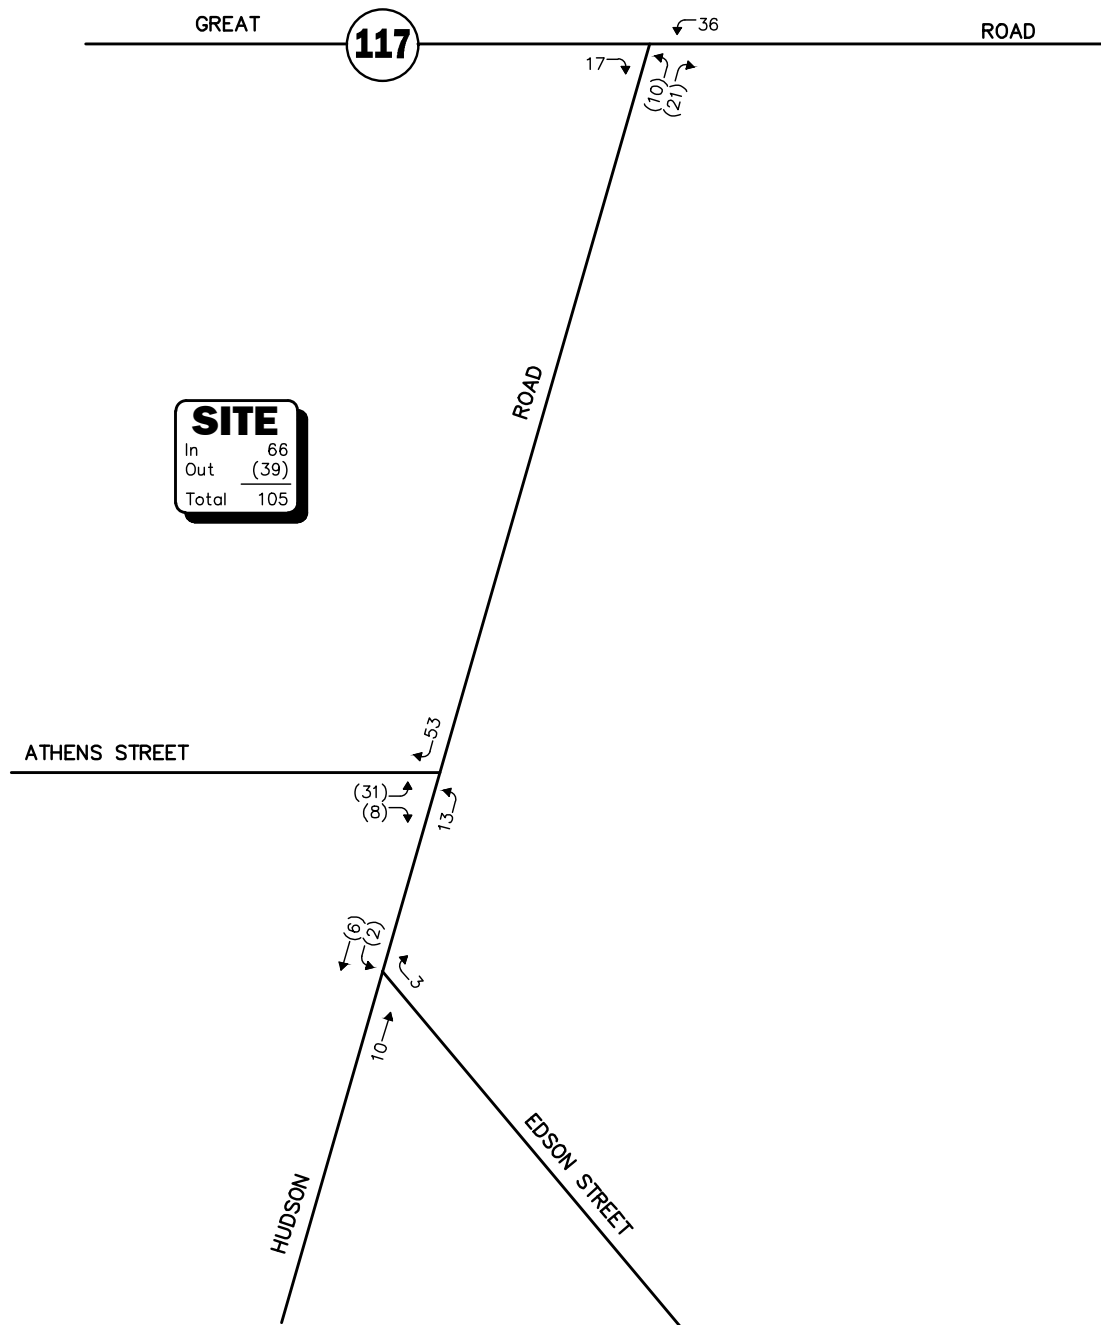 GREAT
117
36
ROAD
17
(10)
(21)
ROAD
SITE
In 66
Out (39)
Total 105
53
ATHENS STREET
(31)
(8)
13
(6)
(2)
3
10
EDSON STREET
HUDSON